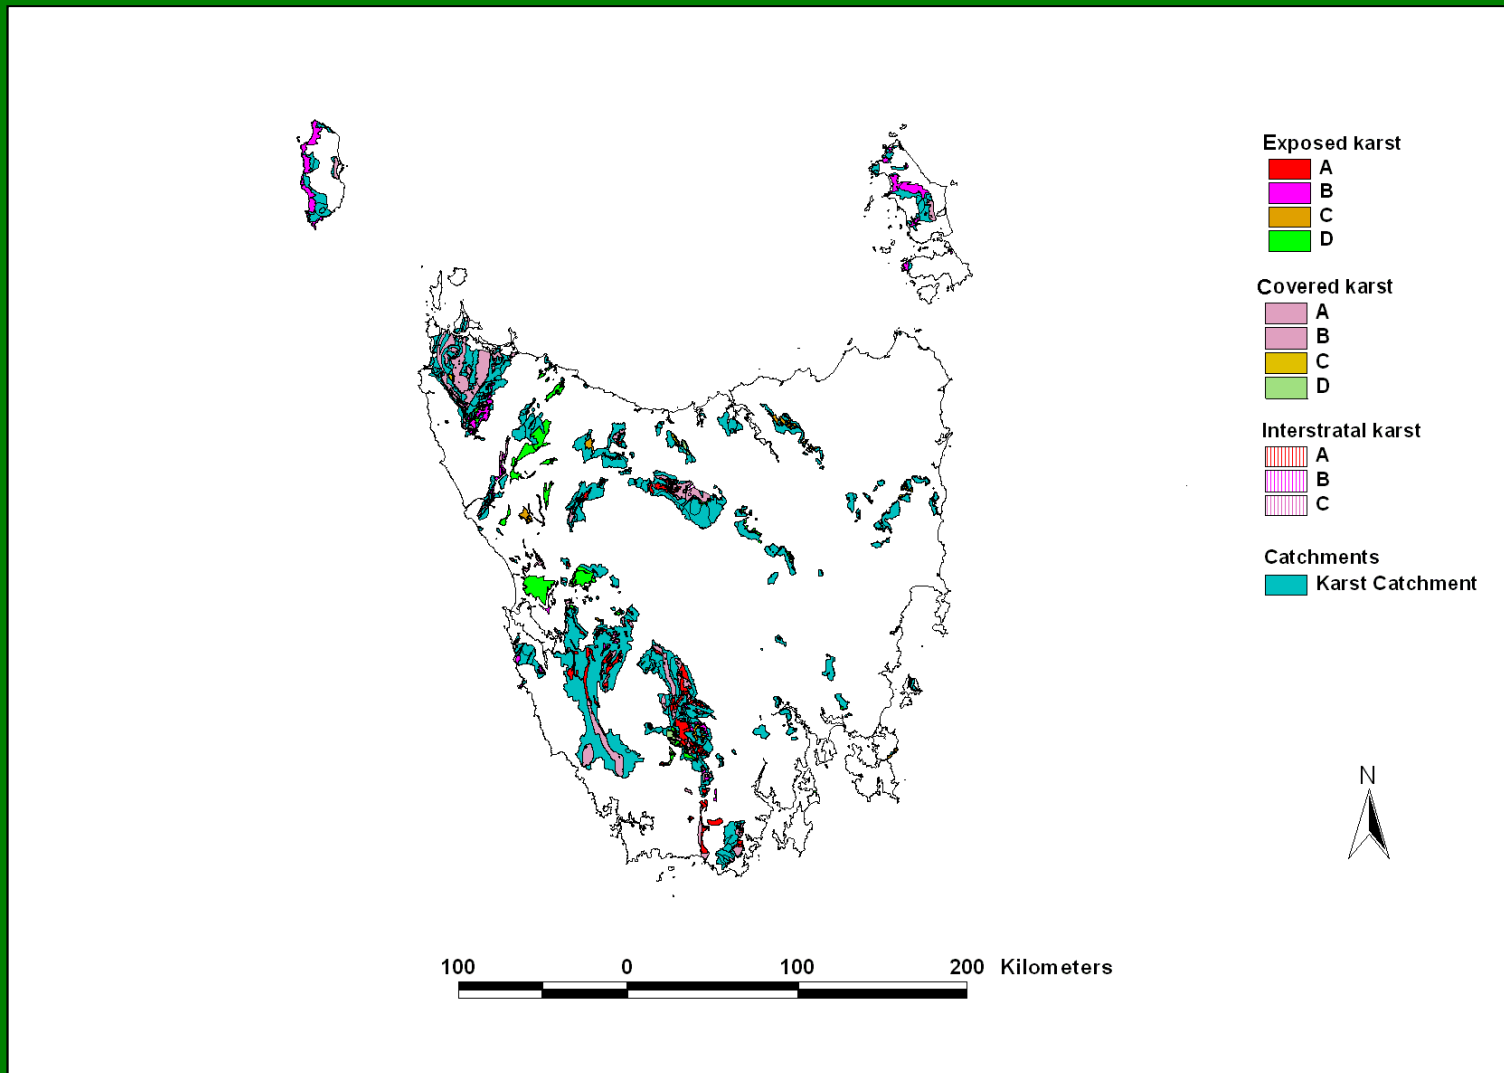 Exposed karst
A
B
C
D
Covered karst
A
B
C
D
Interstratal karst
A
B
C
Catchments
Karst Catchment
N
100 0 100 200 Kilometers